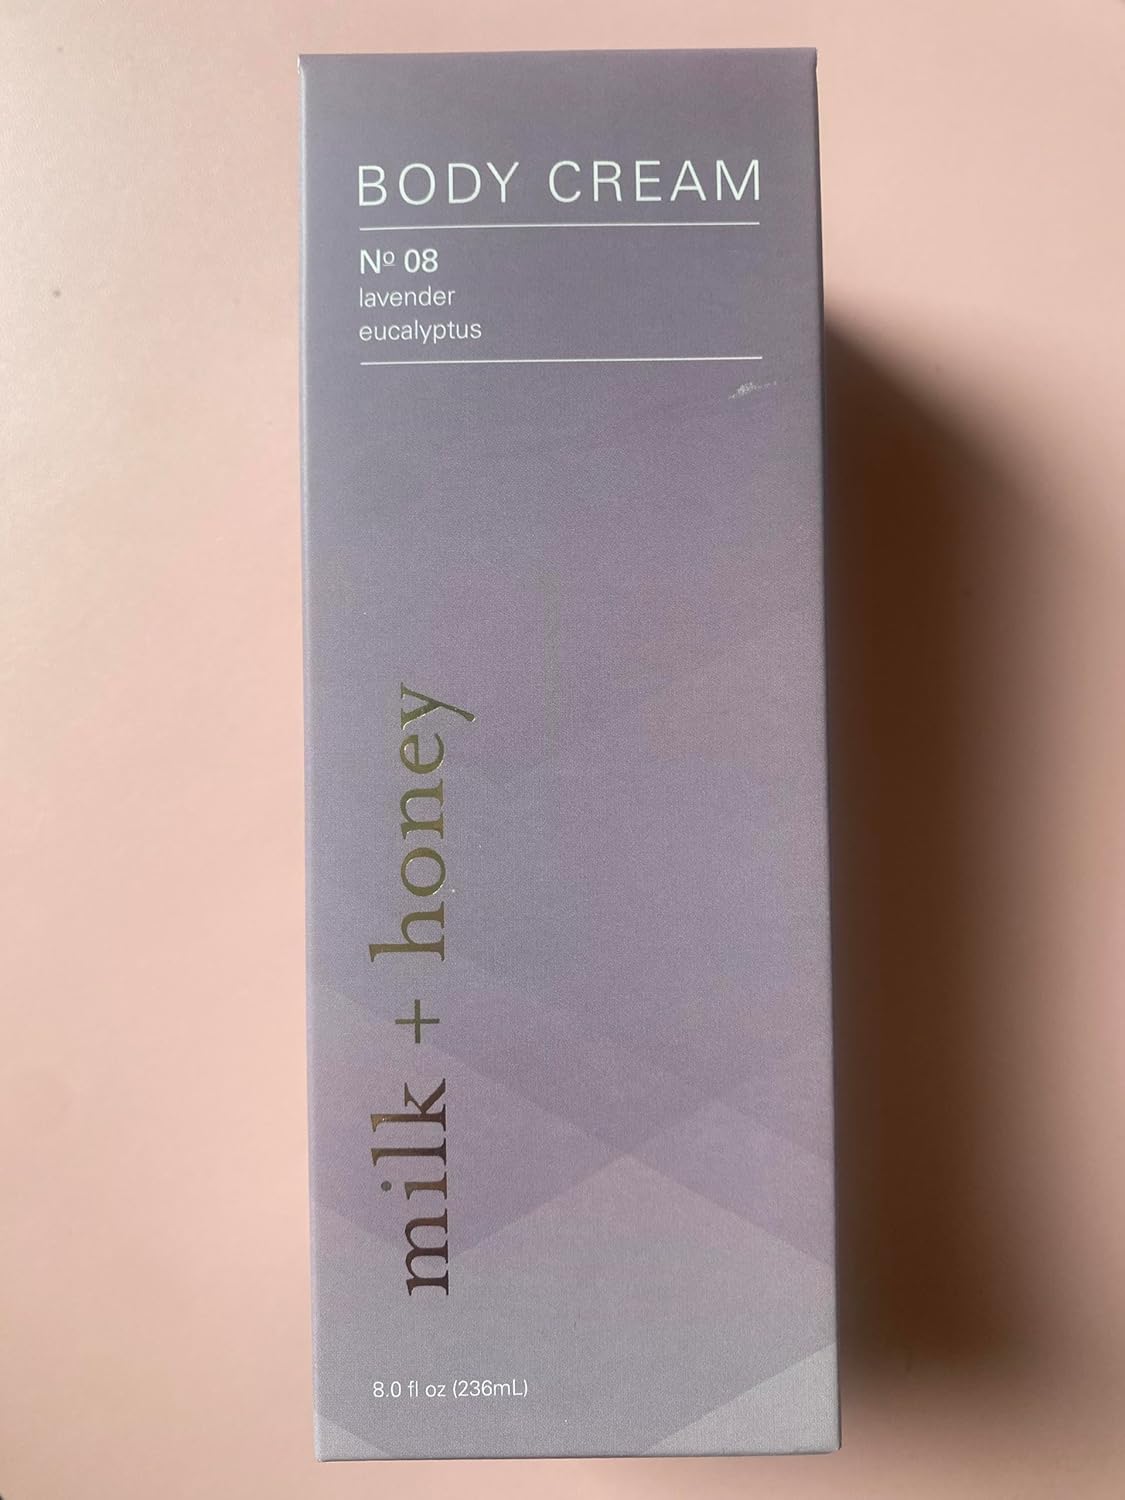 BODY CREAM
Nº 08
lavender
eucalyptus
milk + honey
8.0 fl oz (236mL)